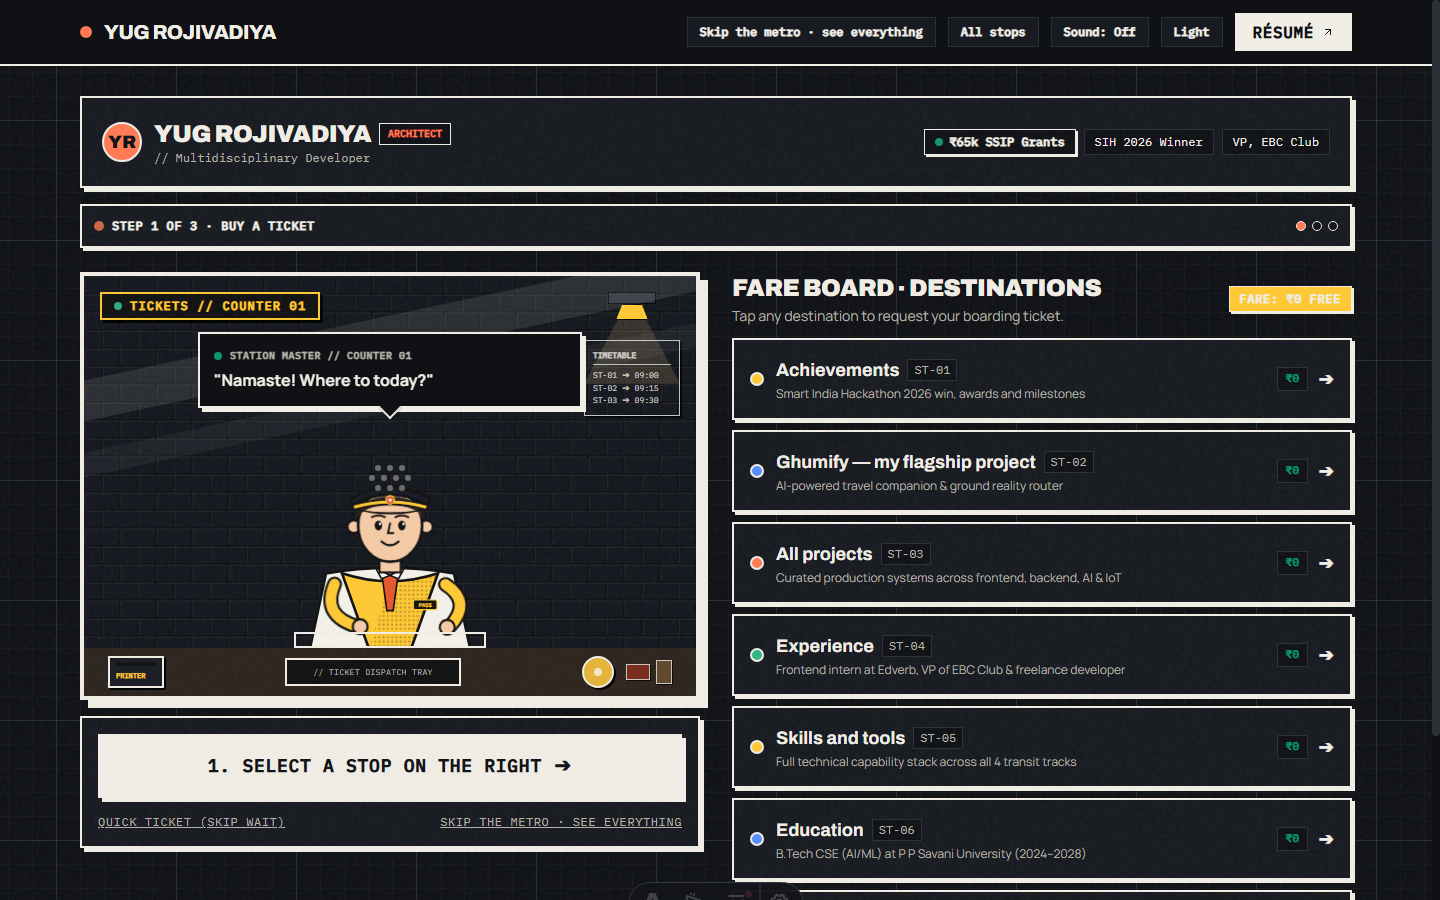 YUG ROJIVADIYA
Skip the metro · see everything
All stops
Sound: Off
Light
RÉSUMÉ ↗
YR
YUG ROJIVADIYA
ARCHITECT
// Multidisciplinary Developer
₹65k SSIP Grants
SIH 2026 Winner
VP, EBC Club
STEP 1 OF 3 · BUY A TICKET
TICKETS // COUNTER 01
STATION MASTER // COUNTER 01
"Namaste! Where to today?"
TIMETABLE
ST-01 ➔ 09:00
ST-02 ➔ 09:15
ST-03 ➔ 09:30
PASS
PRINTER
// TICKET DISPATCH TRAY
1. SELECT A STOP ON THE RIGHT ➔
QUICK TICKET (SKIP WAIT)
SKIP THE METRO · SEE EVERYTHING
FARE BOARD · DESTINATIONS
Tap any destination to request your boarding ticket.
FARE: ₹0 FREE
Achievements ST-01
Smart India Hackathon 2026 win, awards and milestones
₹0 ➔
Ghumify — my flagship project ST-02
AI-powered travel companion & ground reality router
₹0 ➔
All projects ST-03
Curated production systems across frontend, backend, AI & IoT
₹0 ➔
Experience ST-04
Frontend intern at Edverb, VP of EBC Club & freelance developer
₹0 ➔
Skills and tools ST-05
Full technical capability stack across all 4 transit tracks
₹0 ➔
Education ST-06
B.Tech CSE (AI/ML) at P P Savani University (2024–2028)
₹0 ➔